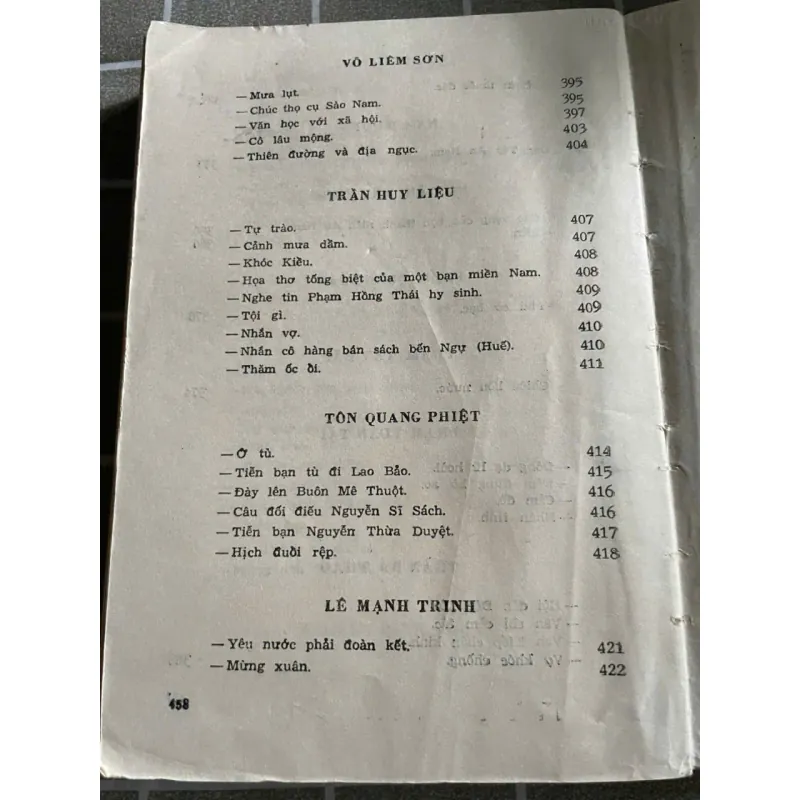 VÕ LIÊM SƠN
— Mưa lụt. 395
— Chúc thọ cụ Sào Nam. 395
— Văn học với xã hội. 397
— Cô lâu mộng. 403
— Thiên đường và địa ngục. 404
TRẦN HUY LIỆU
— Tự trào. 407
— Cảnh mưa dầm. 407
— Khóc Kiều. 408
— Họa thơ tống biệt của một bạn miền Nam. 408
— Nghe tin Phạm Hồng Thái hy sinh. 409
— Tội gì. 409
— Nhắn vợ. 410
— Nhắn cô hàng bán sách bến Ngự (Huế). 410
— Thăm ốc ồi. 411
TÔN QUANG PHIỆT
— Ở tù. 414
— Tiễn bạn tù đi Lao Bảo. 415
— Đày lên Buôn Mê Thuột. 416
— Câu đối điếu Nguyễn Sĩ Sách. 416
— Tiễn bạn Nguyễn Thừa Duyệt. 417
— Hịch đuổi rệp. 418
LÊ MẠNH TRINH
— Yêu nước phải đoàn kết. 421
— Mừng xuân. 422
458